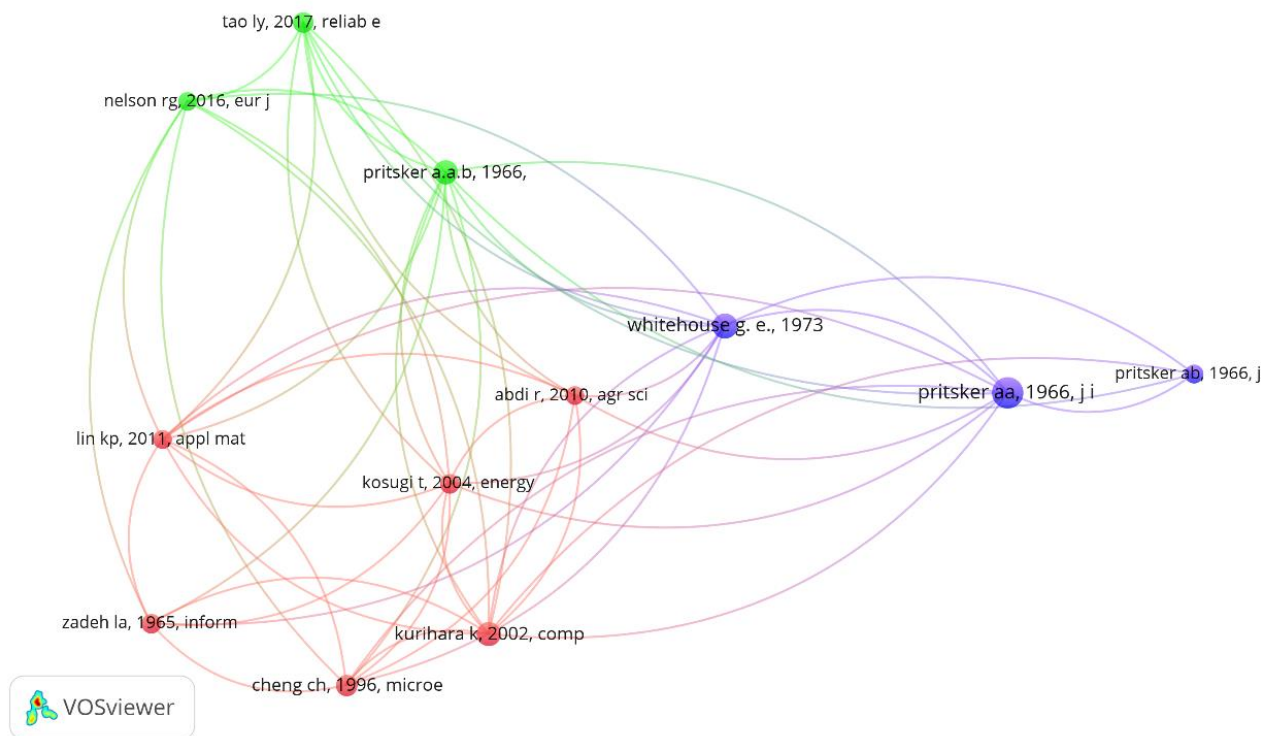 tao ly, 2017, reliab e
nelson rg, 2016, eur j
pritsker a.a.b, 1966,
whitehouse g. e., 1973
pritsker ab, 1966, j
pritsker aa, 1966, j i
abdi r, 2010, agr sci
lin kp, 2011, appl mat
kosugi t, 2004, energy
zadeh la, 1965, inform
kurihara k, 2002, comp
cheng ch, 1996, microe
VOSviewer